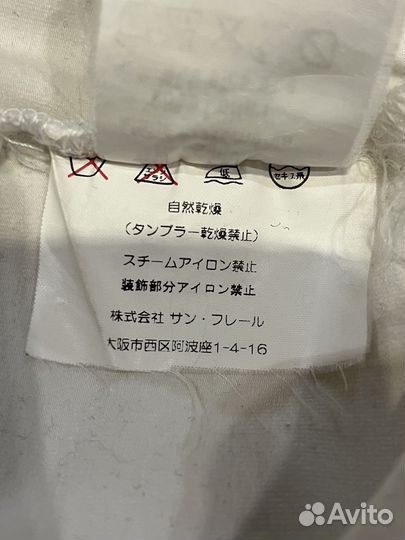 低
セキユ系
自然乾燥
(タンブラー乾燥禁止)
スチームアイロン禁止
装飾部分アイロン禁止
株式会社 サン・フレール
大阪市西区阿波座1-4-16
Avito